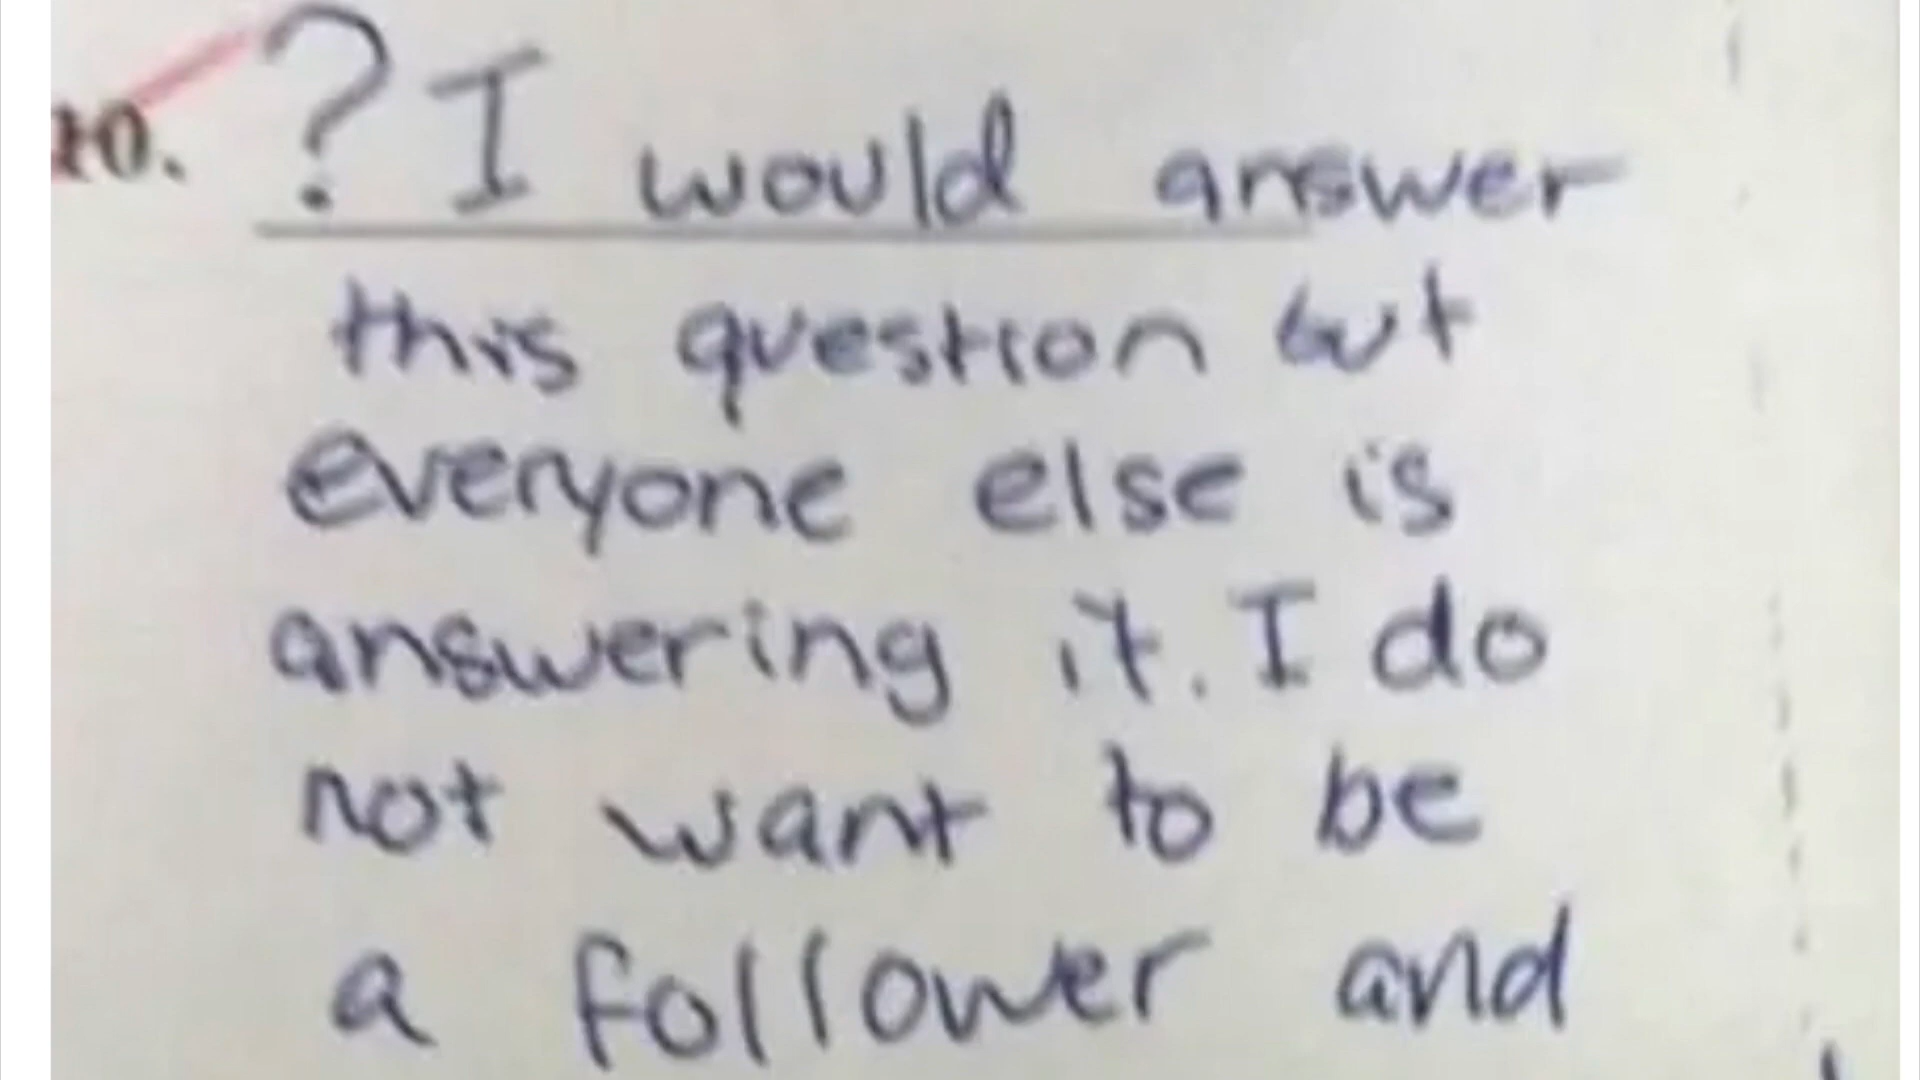 10. ? I would answer
this question but
everyone else is
answering it. I do
not want to be
a follower and